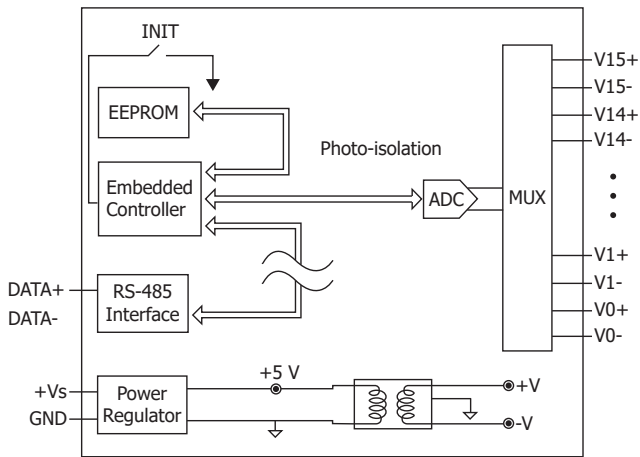 INIT
EEPROM
Photo-isolation
Embedded
Controller
ADC
MUX
V15+
V15-
V14+
V14-
V1+
V1-
V0+
V0-
DATA+
DATA-
RS-485
Interface
+Vs
GND
Power
Regulator
+5 V
+V
-V